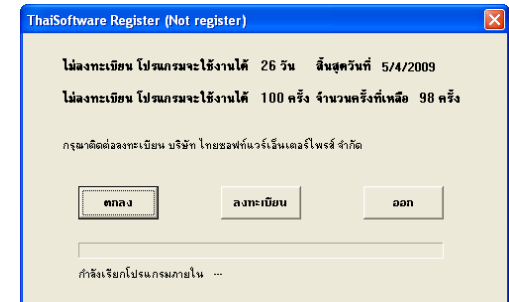 ThaiSoftware Register (Not register)
ไม่ลงทะเบียน โปรแกรมจะใช้งานได้ 26 วัน สิ้นสุดวันที่ 5/4/2009
ไม่ลงทะเบียน โปรแกรมจะใช้งานได้ 100 ครั้ง จำนวนครั้งที่เหลือ 98 ครั้ง
กรุณาติดต่อลงทะเบียน บริษัท ไทยซอฟท์แวร์เอ็นเตอร์ไพรส์ จำกัด
ตกลง ลงทะเบียน ออก
กำลังเรียกโปรแกรมภายใน ...